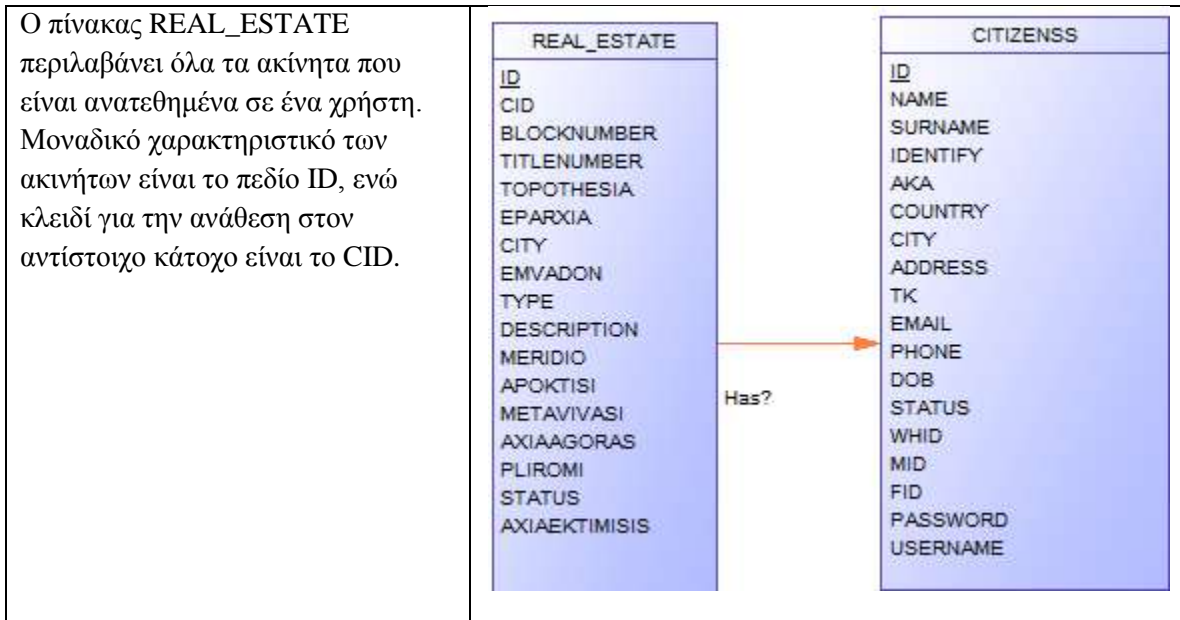 Ο πίνακας REAL_ESTATE
περιλαβάνει όλα τα ακίνητα που
είναι ανατεθημένα σε ένα χρήστη.
Μοναδικό χαρακτηριστικό των
ακινήτων είναι το πεδίο ID, ενώ
κλειδί για την ανάθεση στον
αντίστοιχο κάτοχο είναι το CID.
REAL_ESTATE
ID
CID
BLOCKNUMBER
TITLENUMBER
TOPOTHESIA
EPARXIA
CITY
EMVADON
TYPE
DESCRIPTION
MERIDIO
APOKTISI
METAVIVASI
AXIAAGORAS
PLIROMI
STATUS
AXIAEKTIMISIS
Has?
CITIZENSS
ID
NAME
SURNAME
IDENTIFY
AKA
COUNTRY
CITY
ADDRESS
TK
EMAIL
PHONE
DOB
STATUS
WHID
MID
FID
PASSWORD
USERNAME